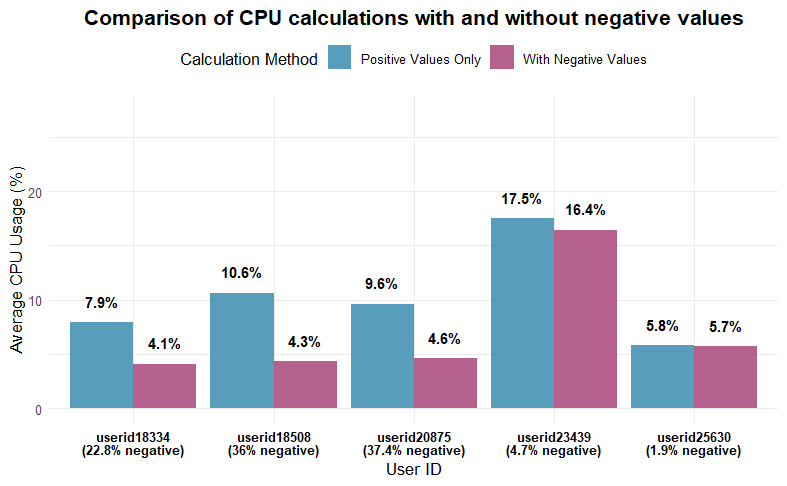 Comparison of CPU calculations with and without negative values
Calculation Method Positive Values Only With Negative Values
Average CPU Usage (%)
20
10
0
7.9%
4.1%
10.6%
4.3%
9.6%
4.6%
17.5%
16.4%
5.8%
5.7%
userid18334
(22.8% negative)
userid18508
(36% negative)
userid20875
(37.4% negative)
userid23439
(4.7% negative)
userid25630
(1.9% negative)
User ID